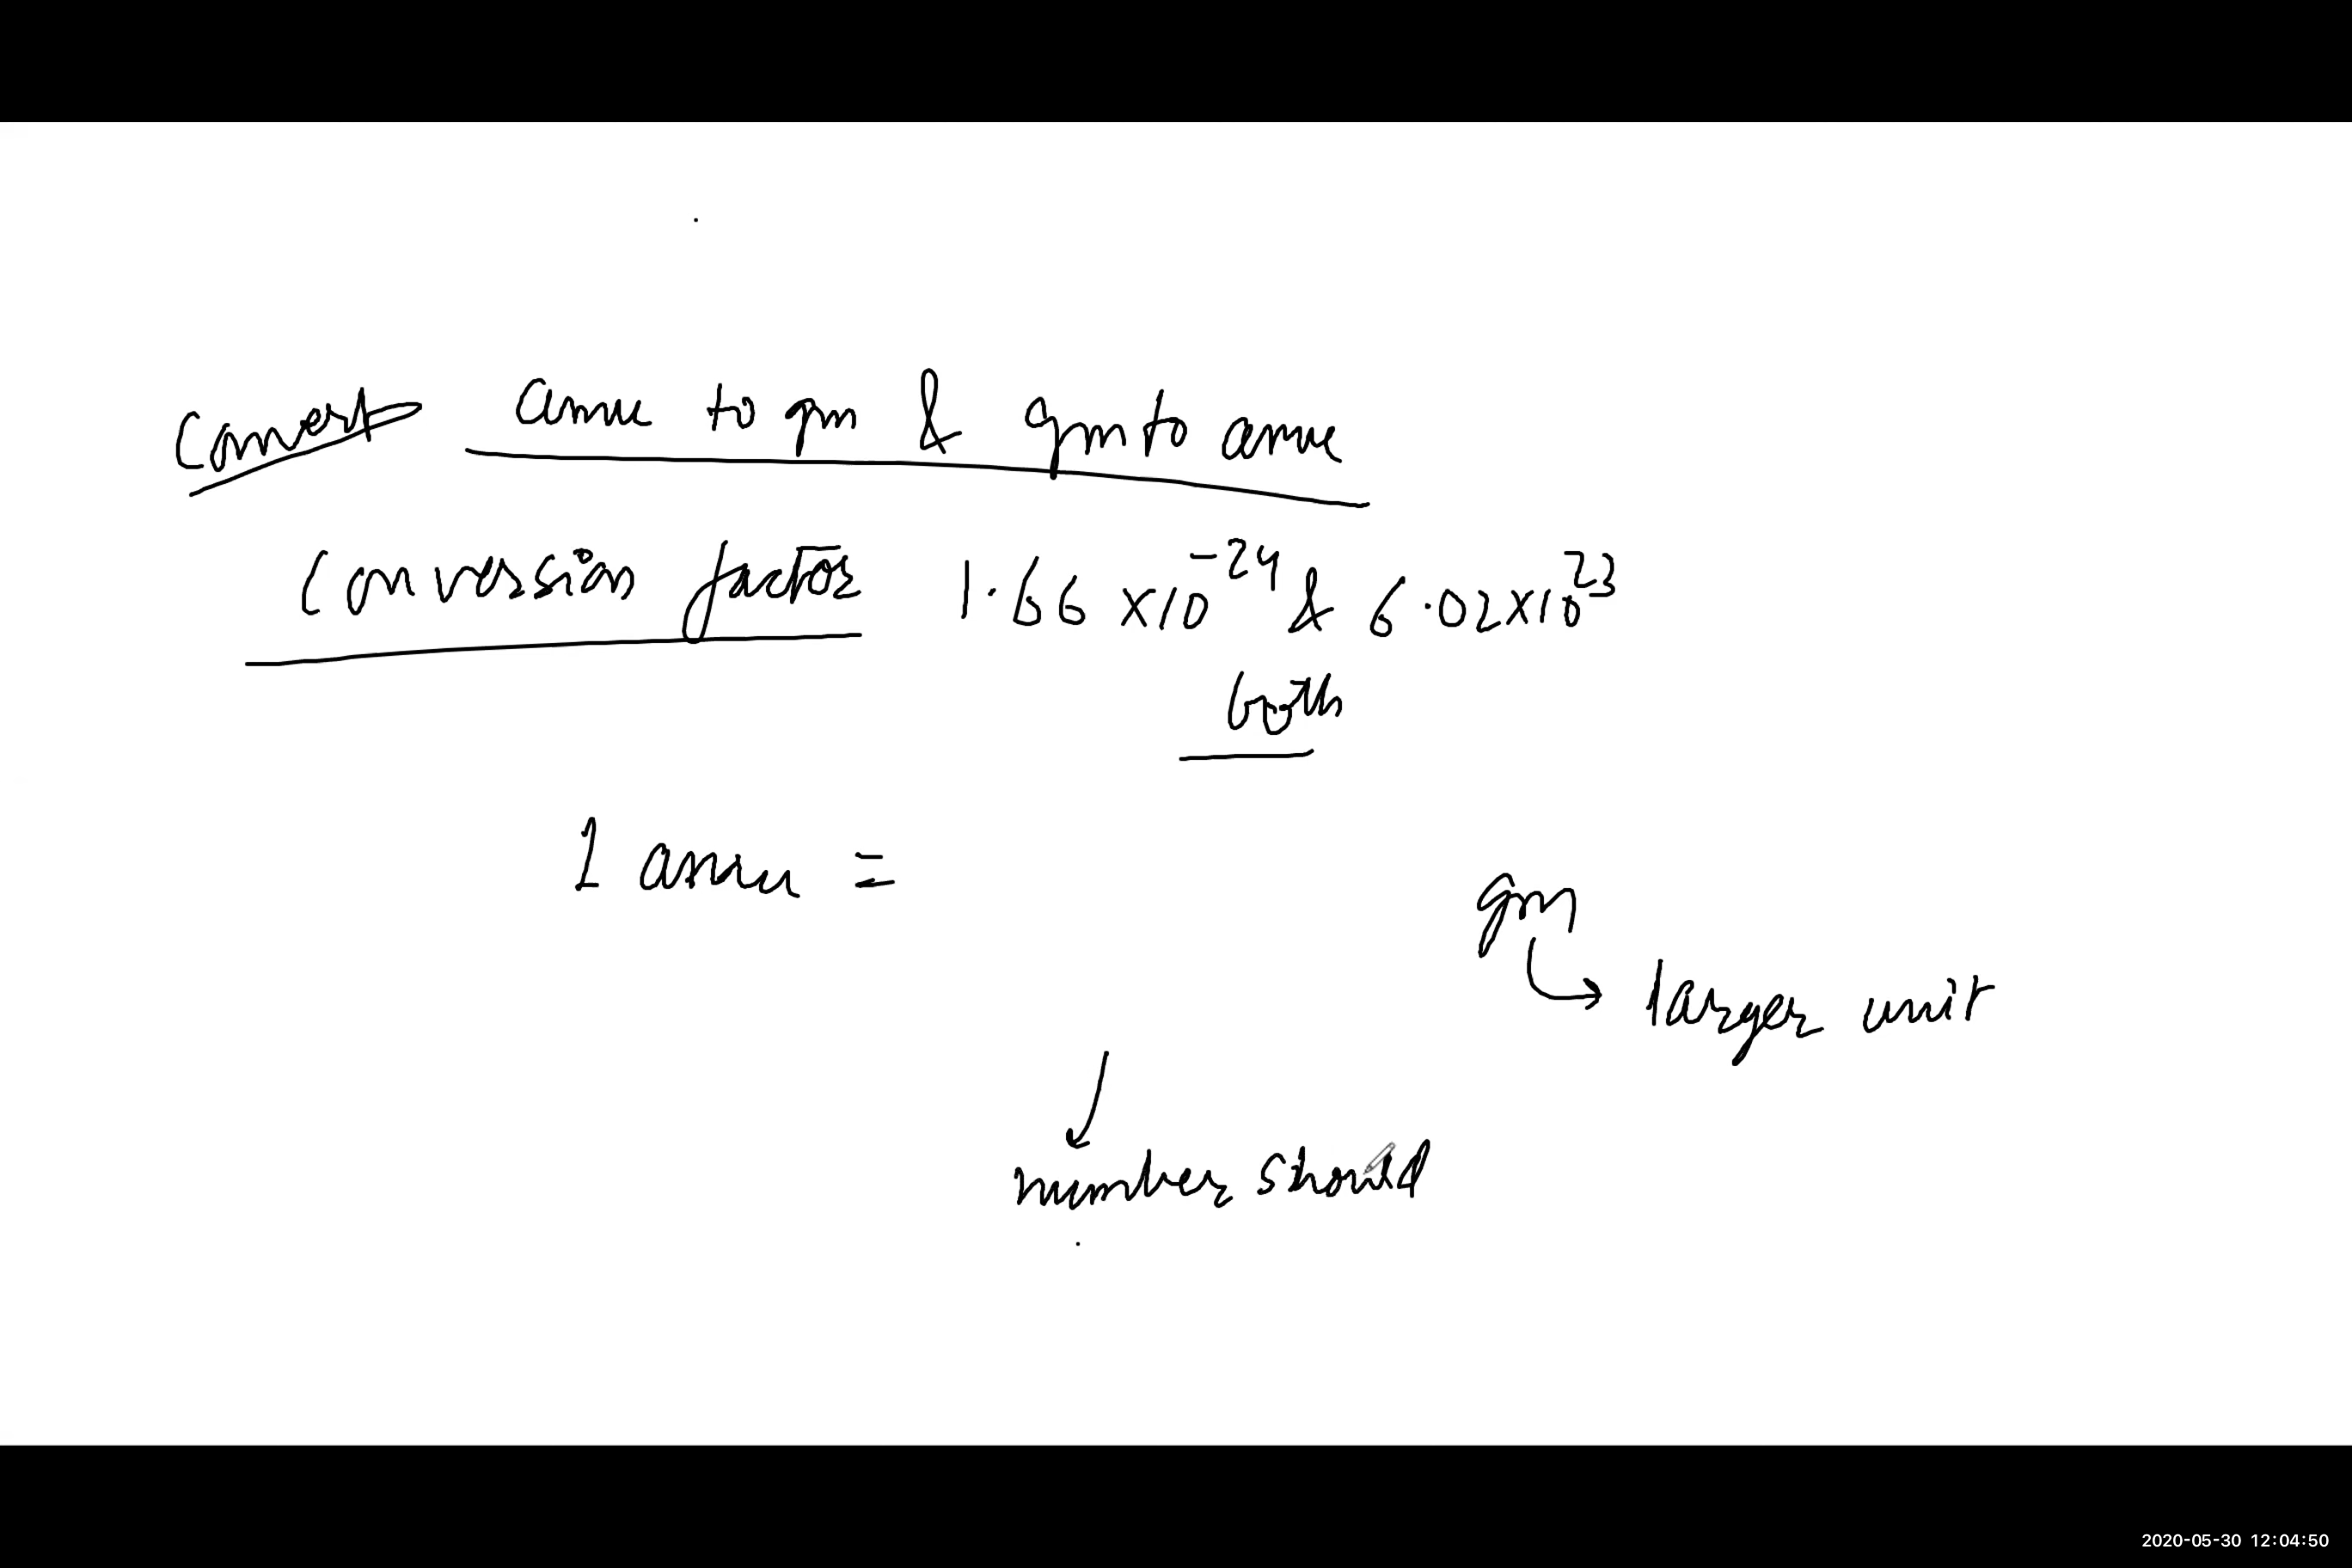 Convert amu to gm & gm to amu
Conversion factor 1.66 x10^-24 & 6.02x10^23
both
1 amu =
gm
larger unit
number should
2020-05-30 12:04:50